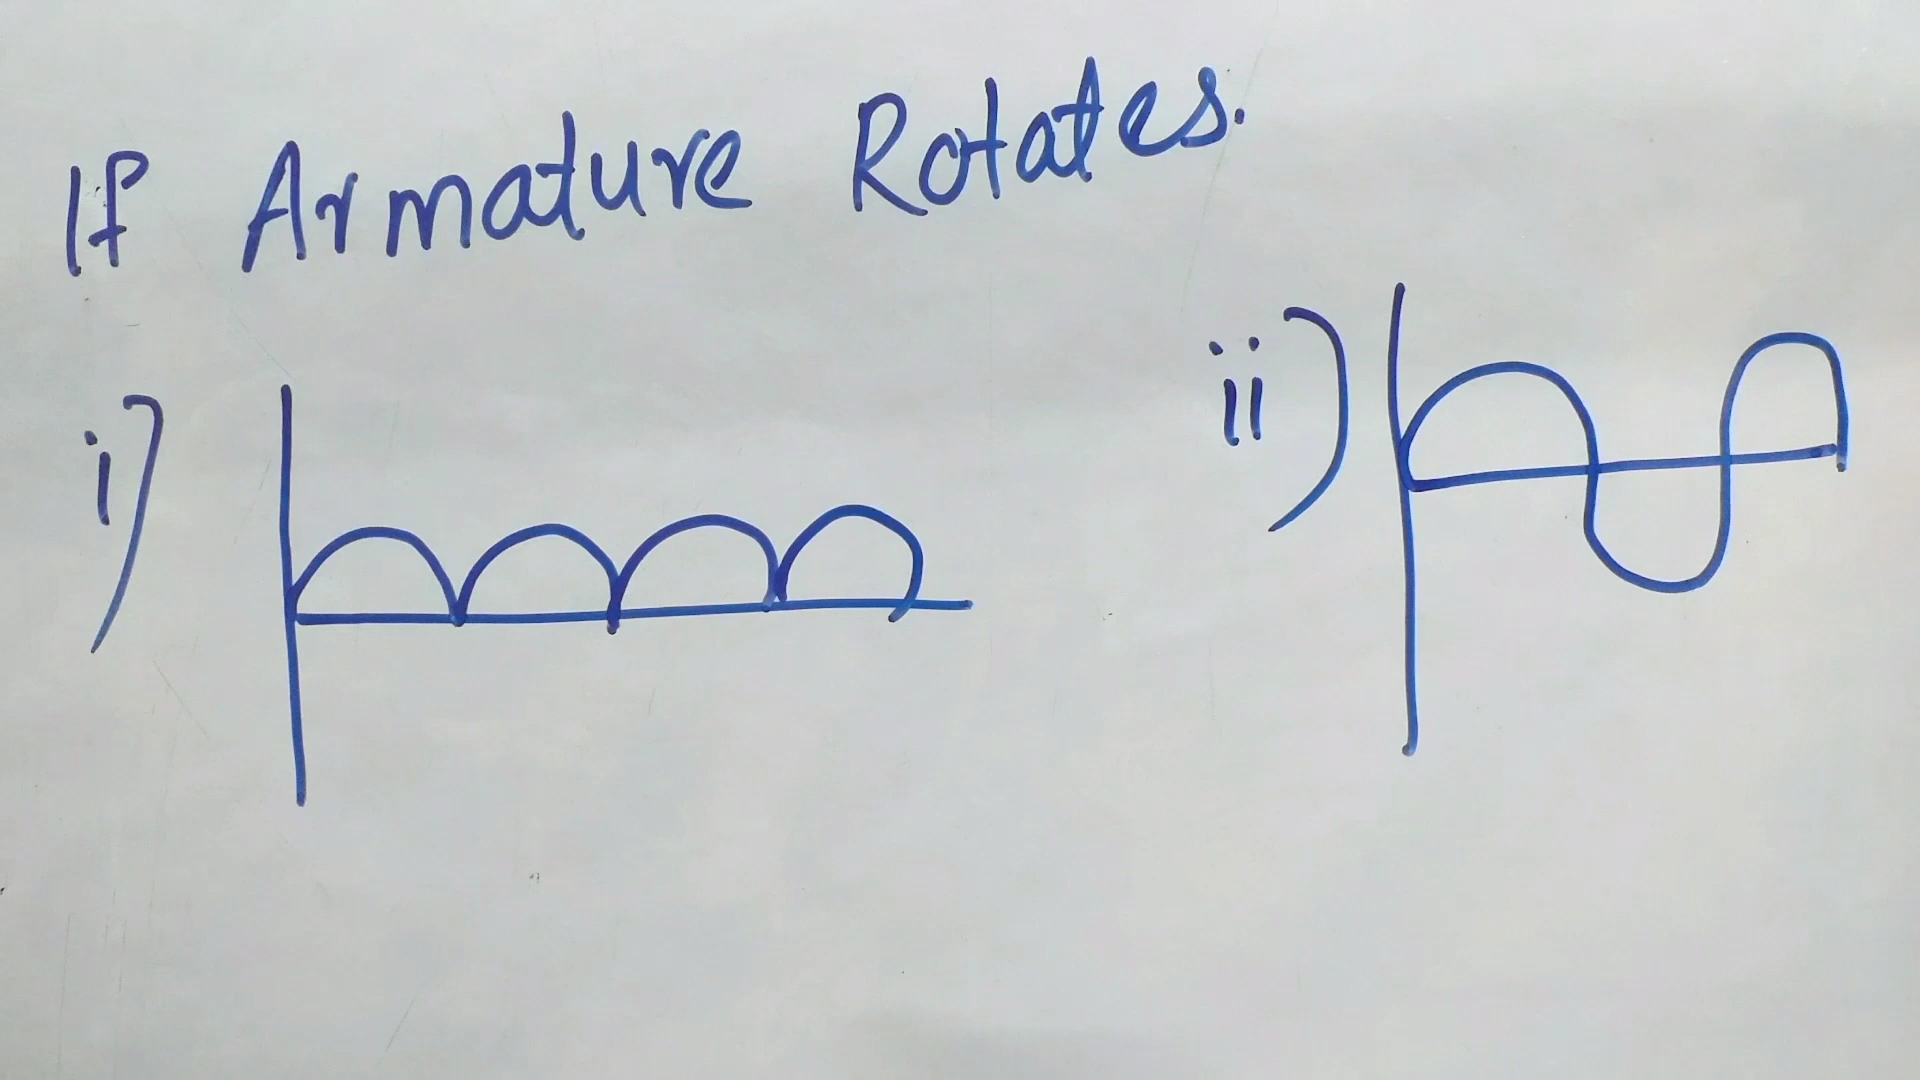 If Armature Rotates.
i)
ii)